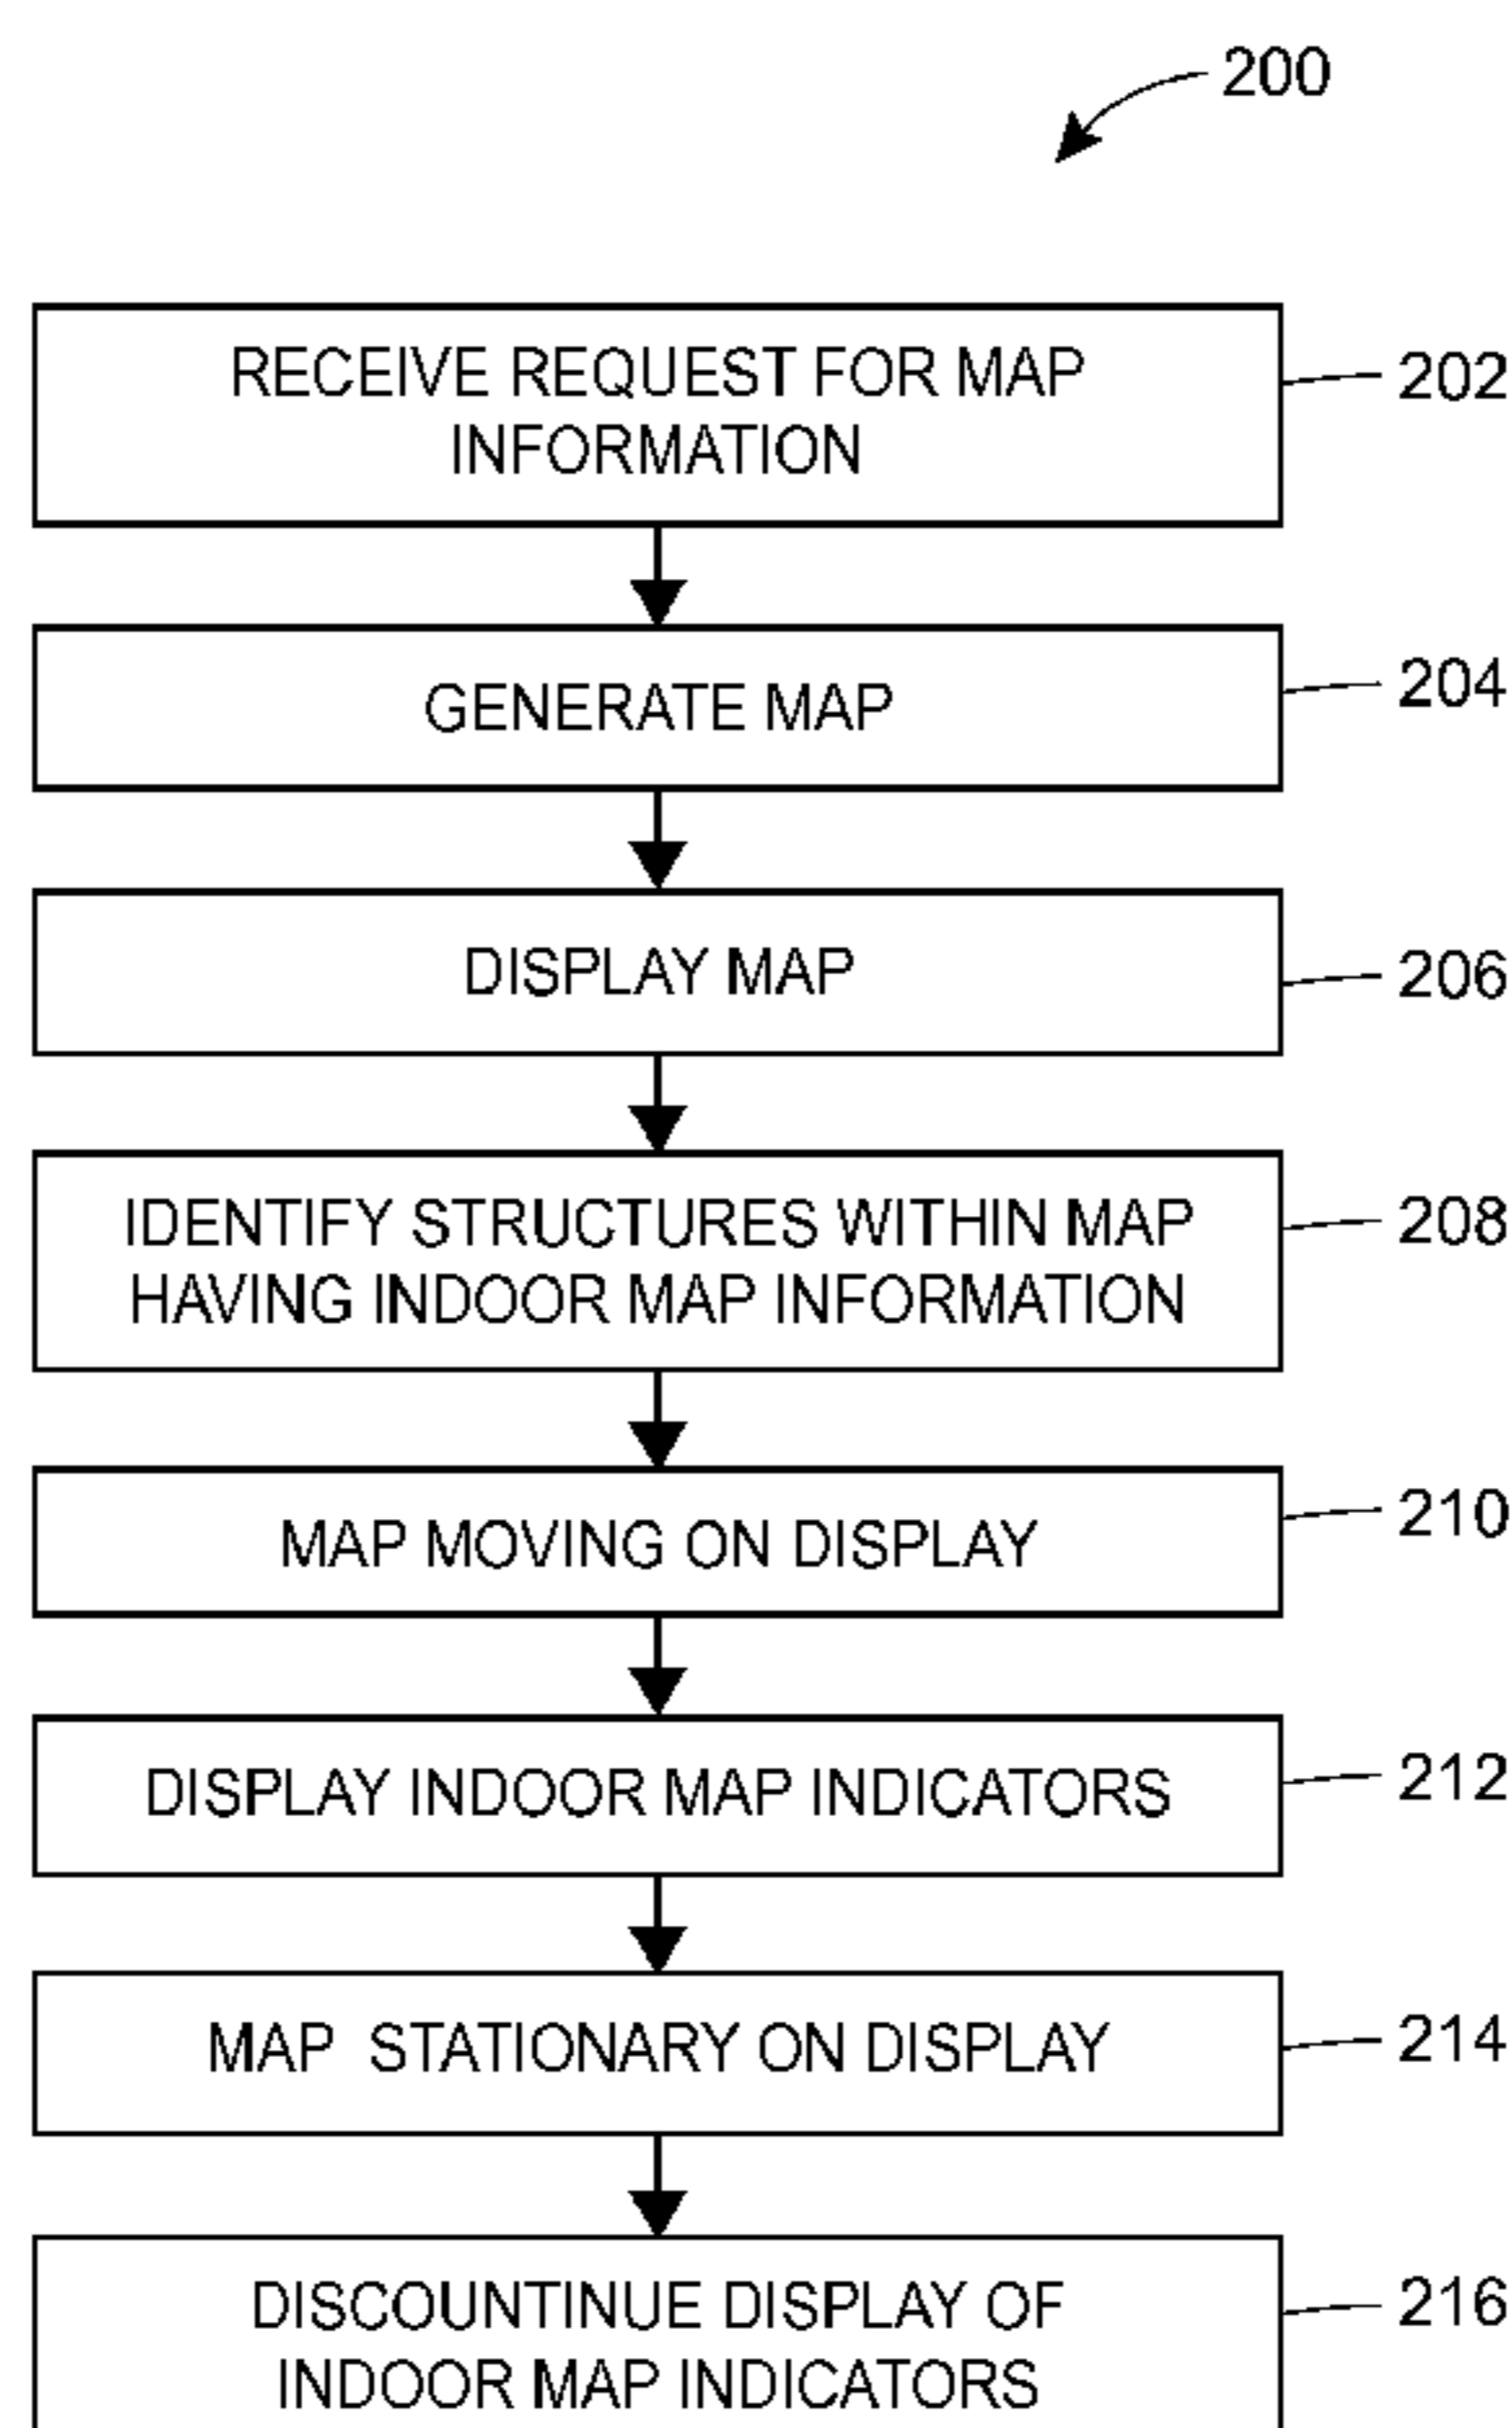 200
RECEIVE REQUEST FOR MAP
INFORMATION
202
GENERATE MAP
204
DISPLAY MAP
206
IDENTIFY STRUCTURES WITHIN MAP
HAVING INDOOR MAP INFORMATION
208
MAP MOVING ON DISPLAY
210
DISPLAY INDOOR MAP INDICATORS
212
MAP STATIONARY ON DISPLAY
214
DISCOUNTINUE DISPLAY OF
INDOOR MAP INDICATORS
216